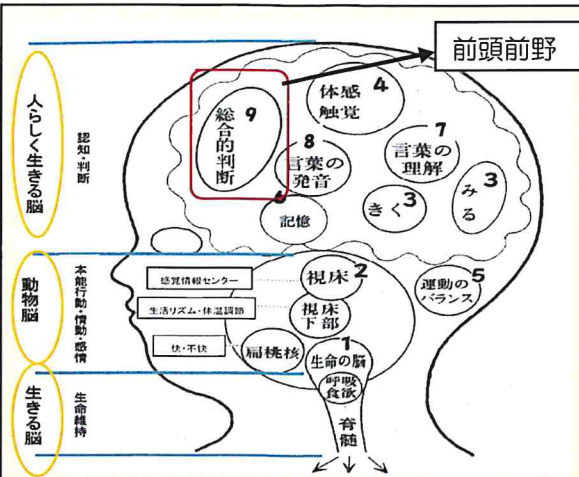 前頭前野
人らしく生きる脳
認知・判断
総合的判断
9
体感
触覚
4
8
言葉の
発音
7
言葉の
理解
3
みる
3
きく
6
記憶
動物脳
本能行動・情動・感情
感覚情報センター
生活リズム・体温調節
快・不快
視床
2
視床
下部
扁桃核
5
運動の
バランス
生きる脳
生命維持
1
生命の脳
呼吸
食欲
脊髄